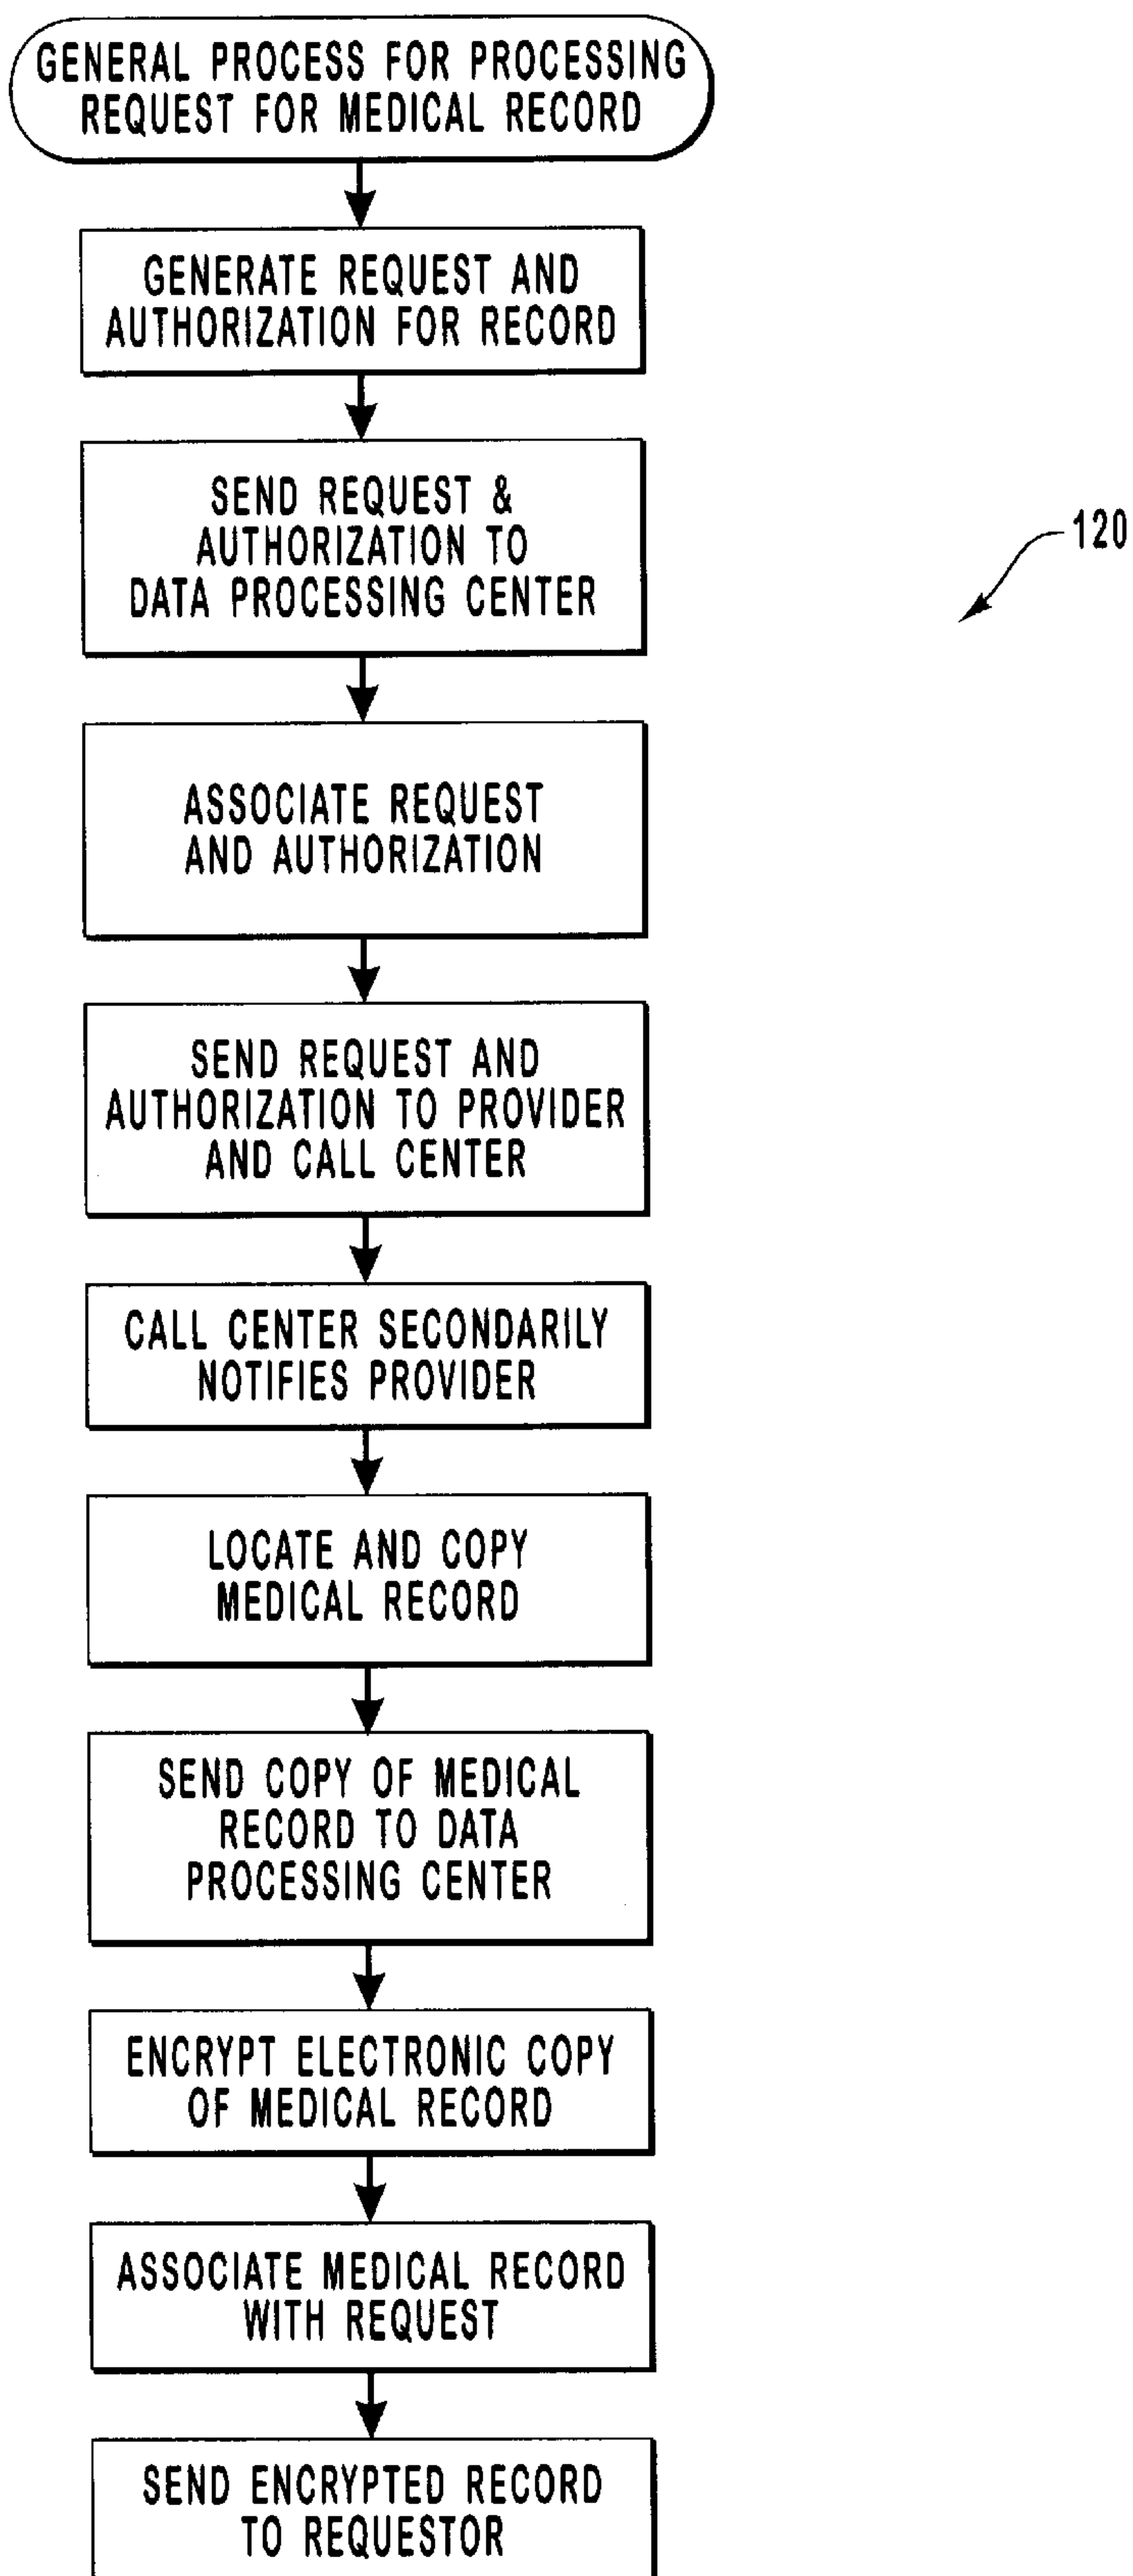 GENERAL PROCESS FOR PROCESSING
REQUEST FOR MEDICAL RECORD
GENERATE REQUEST AND
AUTHORIZATION FOR RECORD
SEND REQUEST &
AUTHORIZATION TO
DATA PROCESSING CENTER
120
ASSOCIATE REQUEST
AND AUTHORIZATION
SEND REQUEST AND
AUTHORIZATION TO PROVIDER
AND CALL CENTER
CALL CENTER SECONDARILY
NOTIFIES PROVIDER
LOCATE AND COPY
MEDICAL RECORD
SEND COPY OF MEDICAL
RECORD TO DATA
PROCESSING CENTER
ENCRYPT ELECTRONIC COPY
OF MEDICAL RECORD
ASSOCIATE MEDICAL RECORD
WITH REQUEST
SEND ENCRYPTED RECORD
TO REQUESTOR